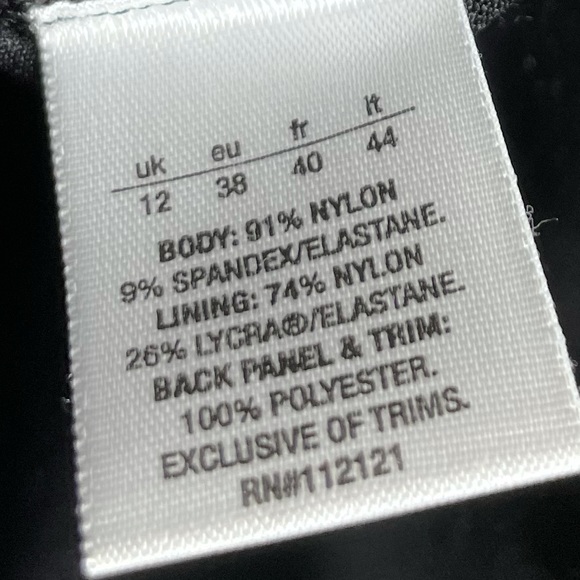 uk eu fr it
12 38 40 44
BODY: 91% NYLON
9% SPANDEX/ELASTANE.
LINING: 74% NYLON
26% LYCRA®/ELASTANE.
BACK PANEL & TRIM:
100% POLYESTER.
EXCLUSIVE OF TRIMS.
RN#112121